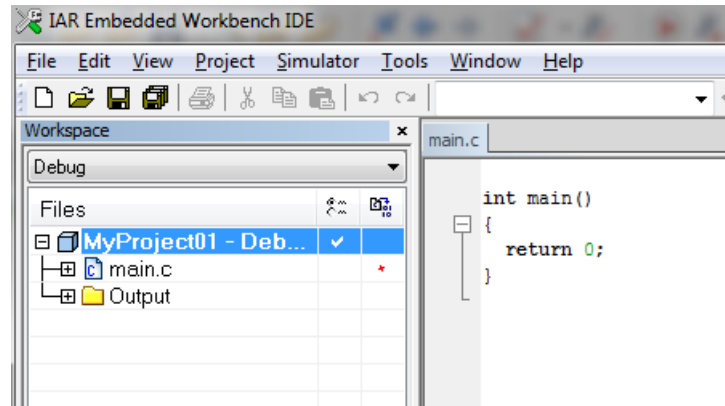 IAR Embedded Workbench IDE
File Edit View Project Simulator Tools Window Help
Workspace
Debug
Files
MyProject01 - Deb...
main.c
Output
main.c
int main()
{
return 0;
}